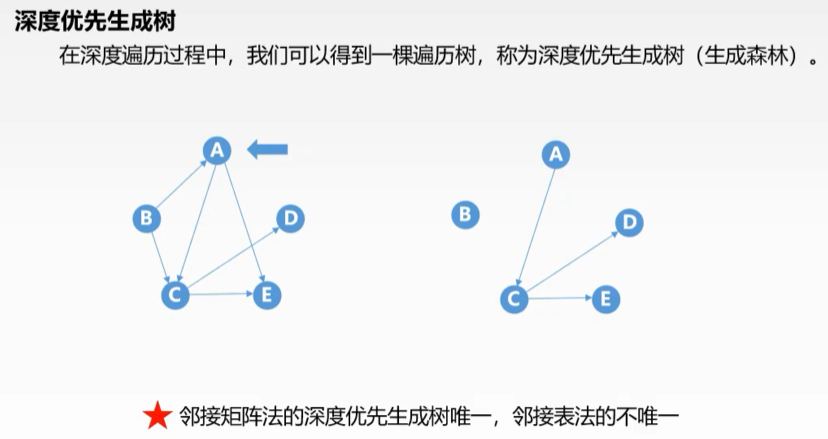 深度优先生成树
在深度遍历过程中，我们可以得到一棵遍历树，称为深度优先生成树（生成森林）。
A
A
B
D
B
D
C
E
C
E
邻接矩阵法的深度优先生成树唯一，邻接表法的不唯一